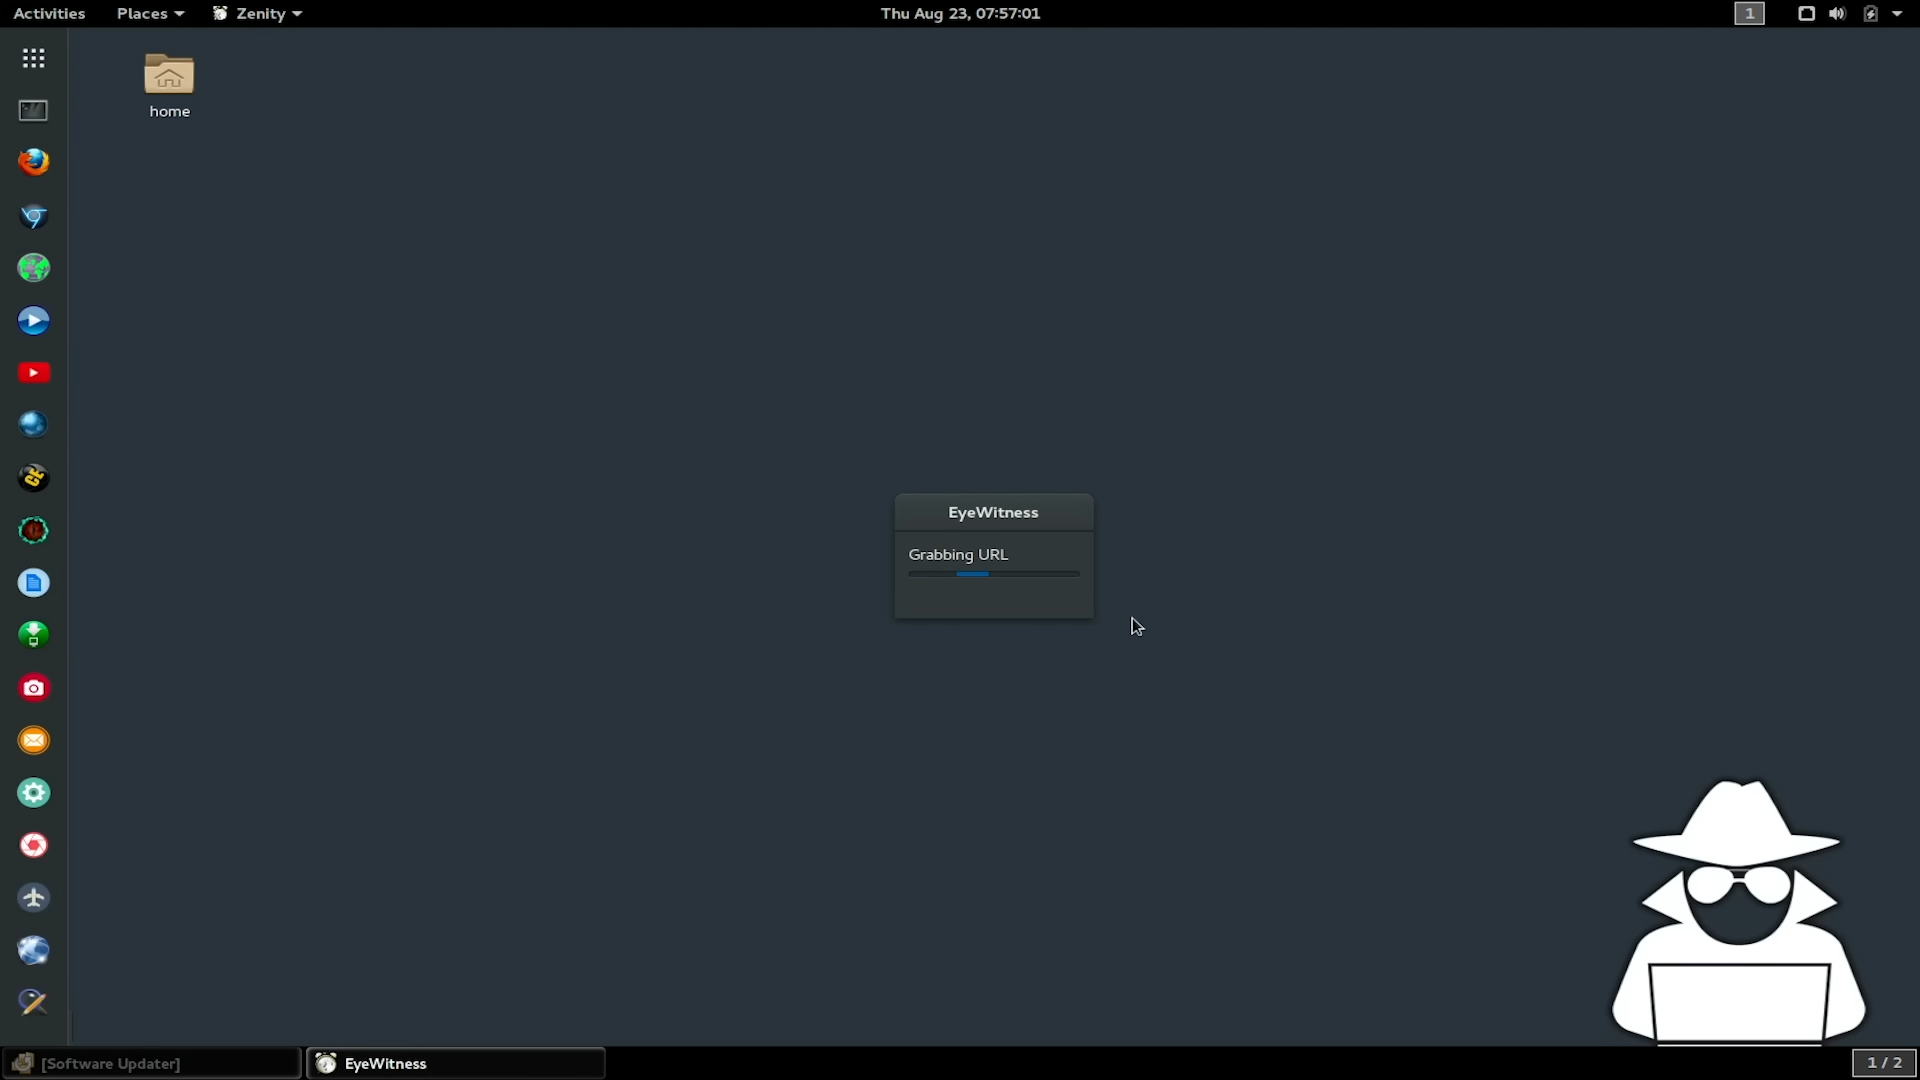 Activities Places Zenity Thu Aug 23, 07:57:01 1
home
EyeWitness
Grabbing URL
[Software Updater] EyeWitness 1 / 2